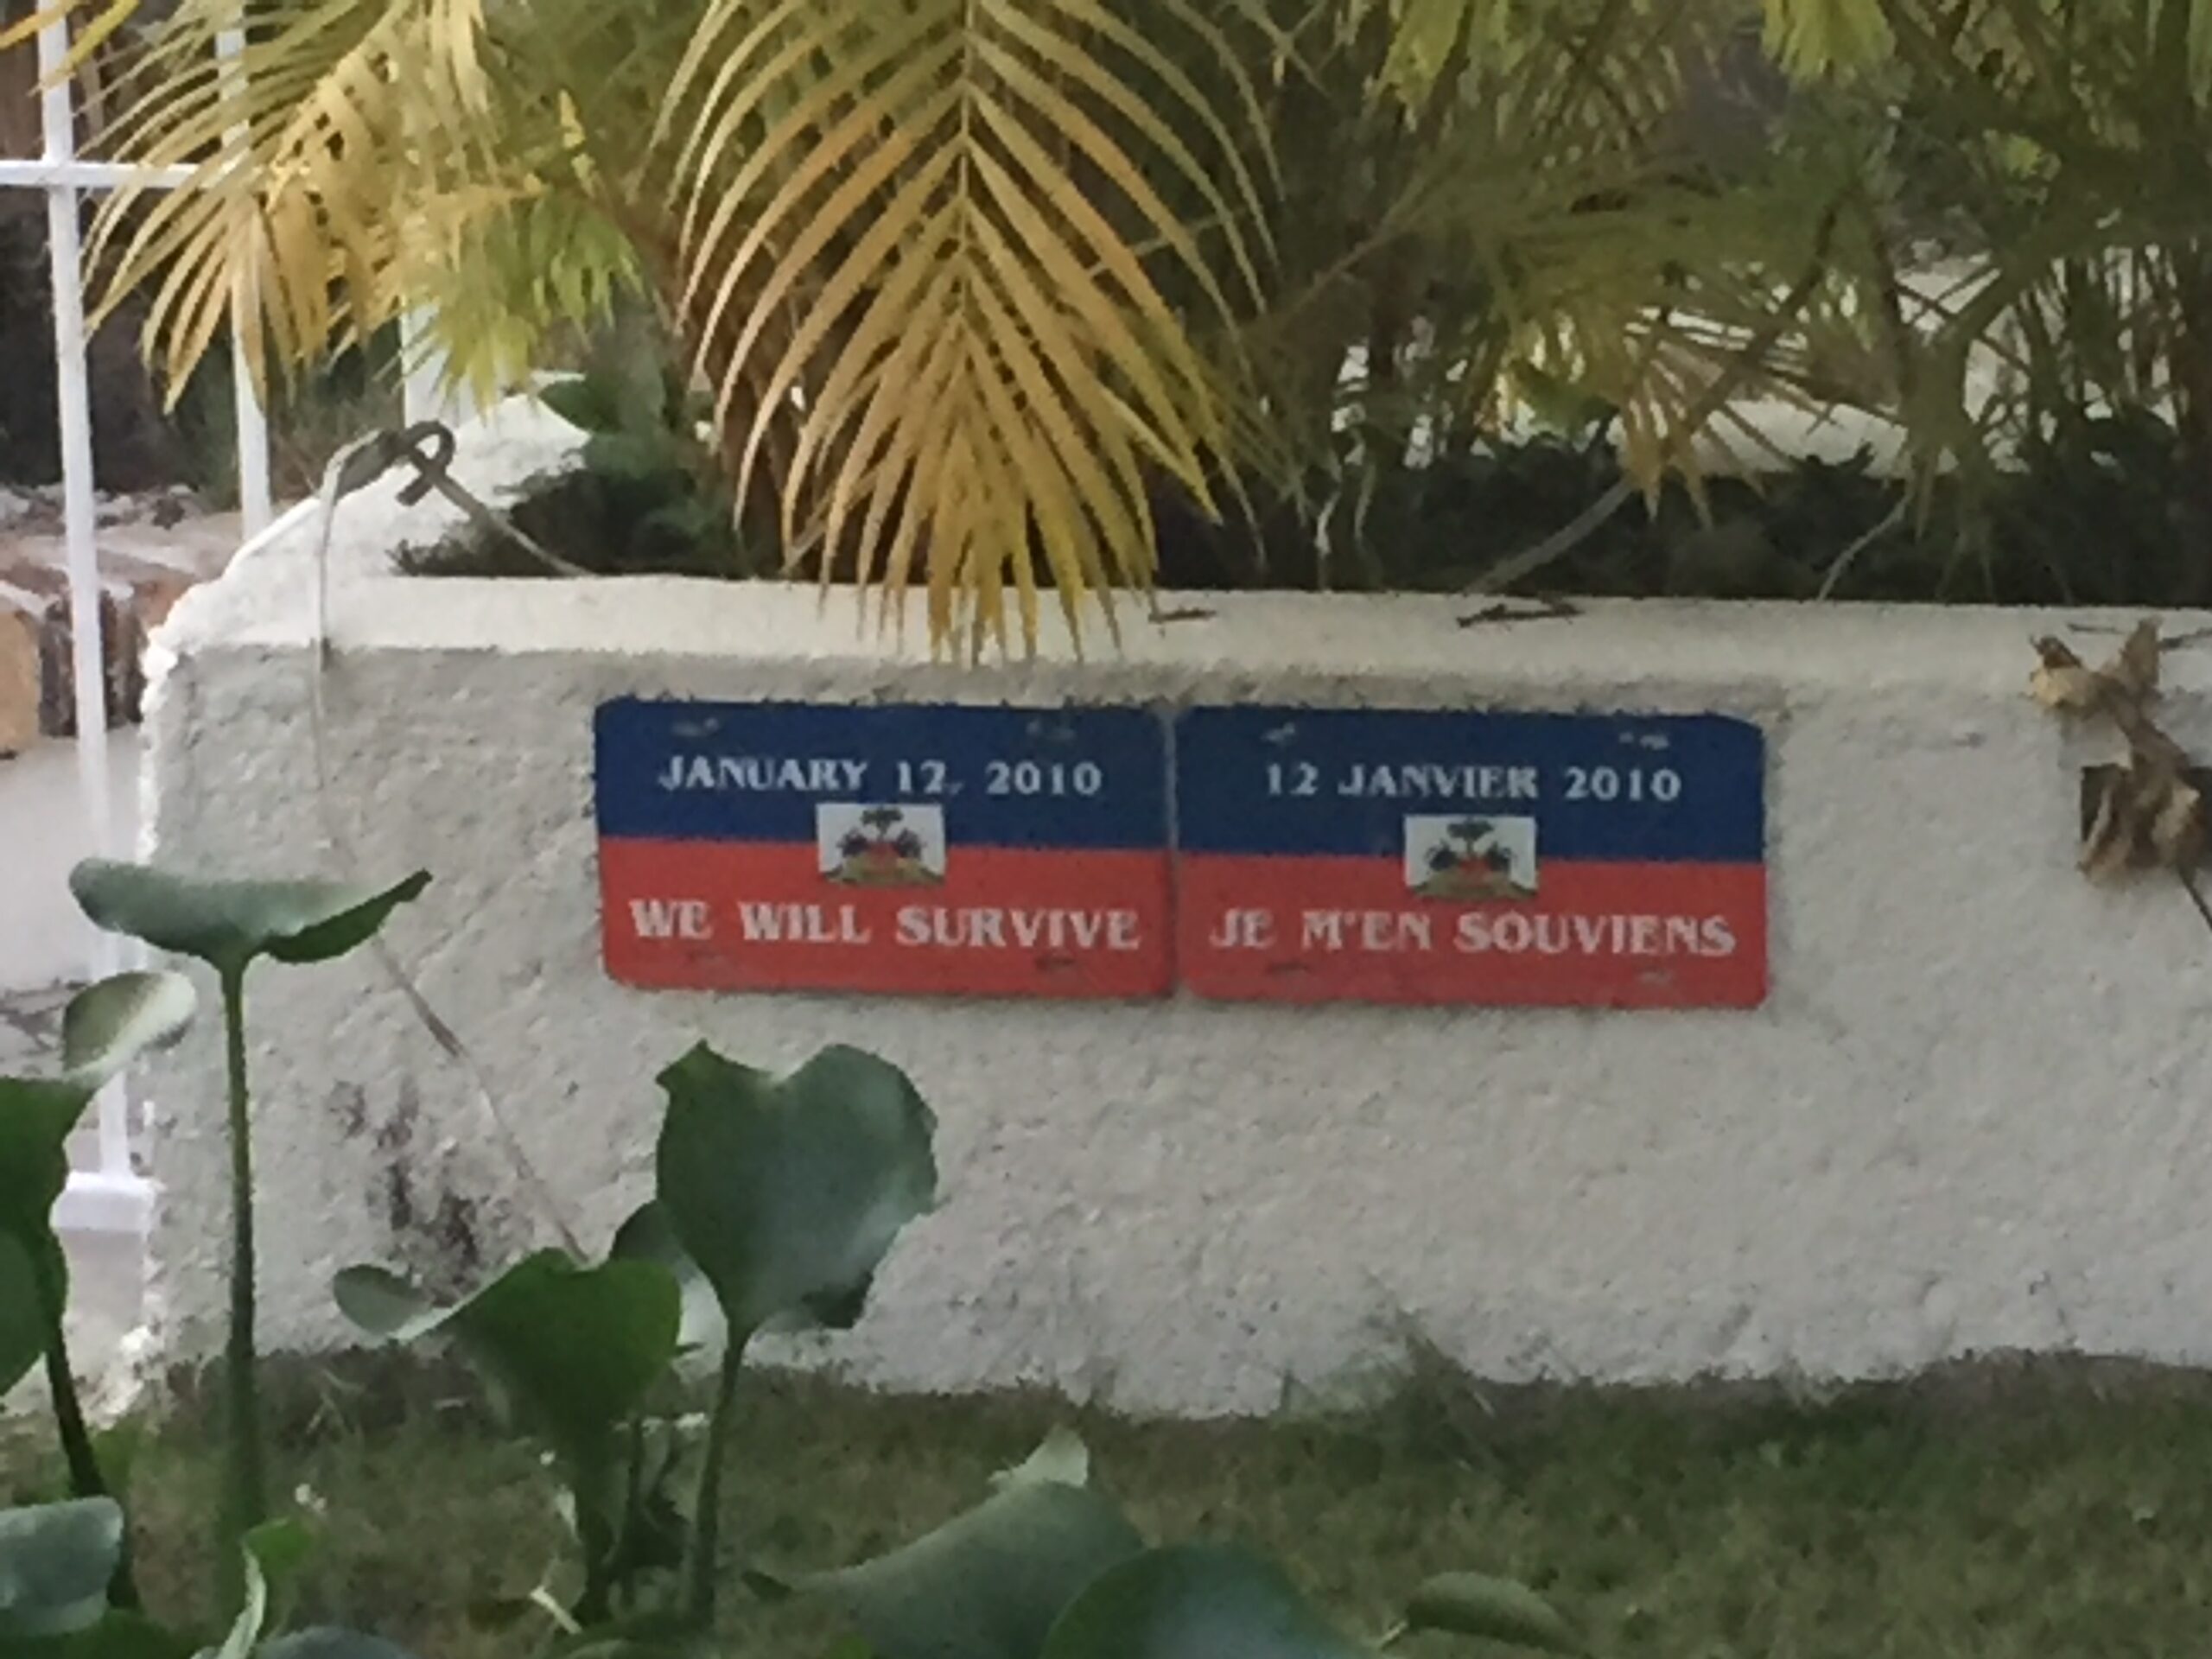 JANUARY 12, 2010
WE WILL SURVIVE
12 JANVIER 2010
JE M'EN SOUVIENS